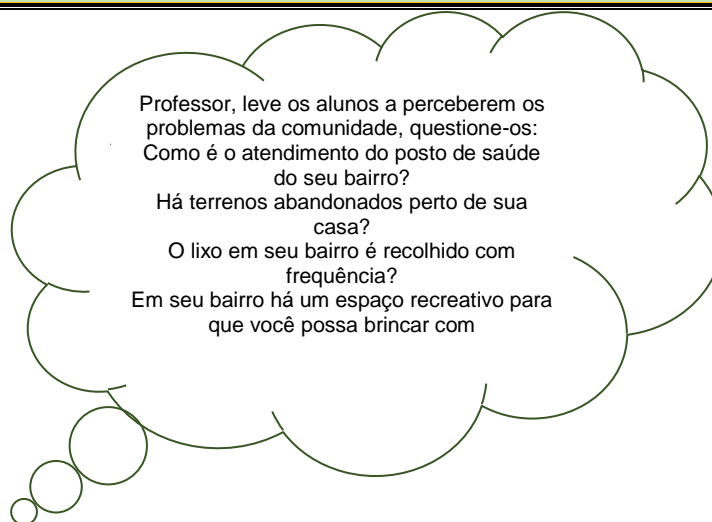 Professor, leve os alunos a perceberem os
problemas da comunidade, questione-os:
Como é o atendimento do posto de saúde
do seu bairro?
Há terrenos abandonados perto de sua
casa?
O lixo em seu bairro é recolhido com
frequência?
Em seu bairro há um espaço recreativo para
que você possa brincar com